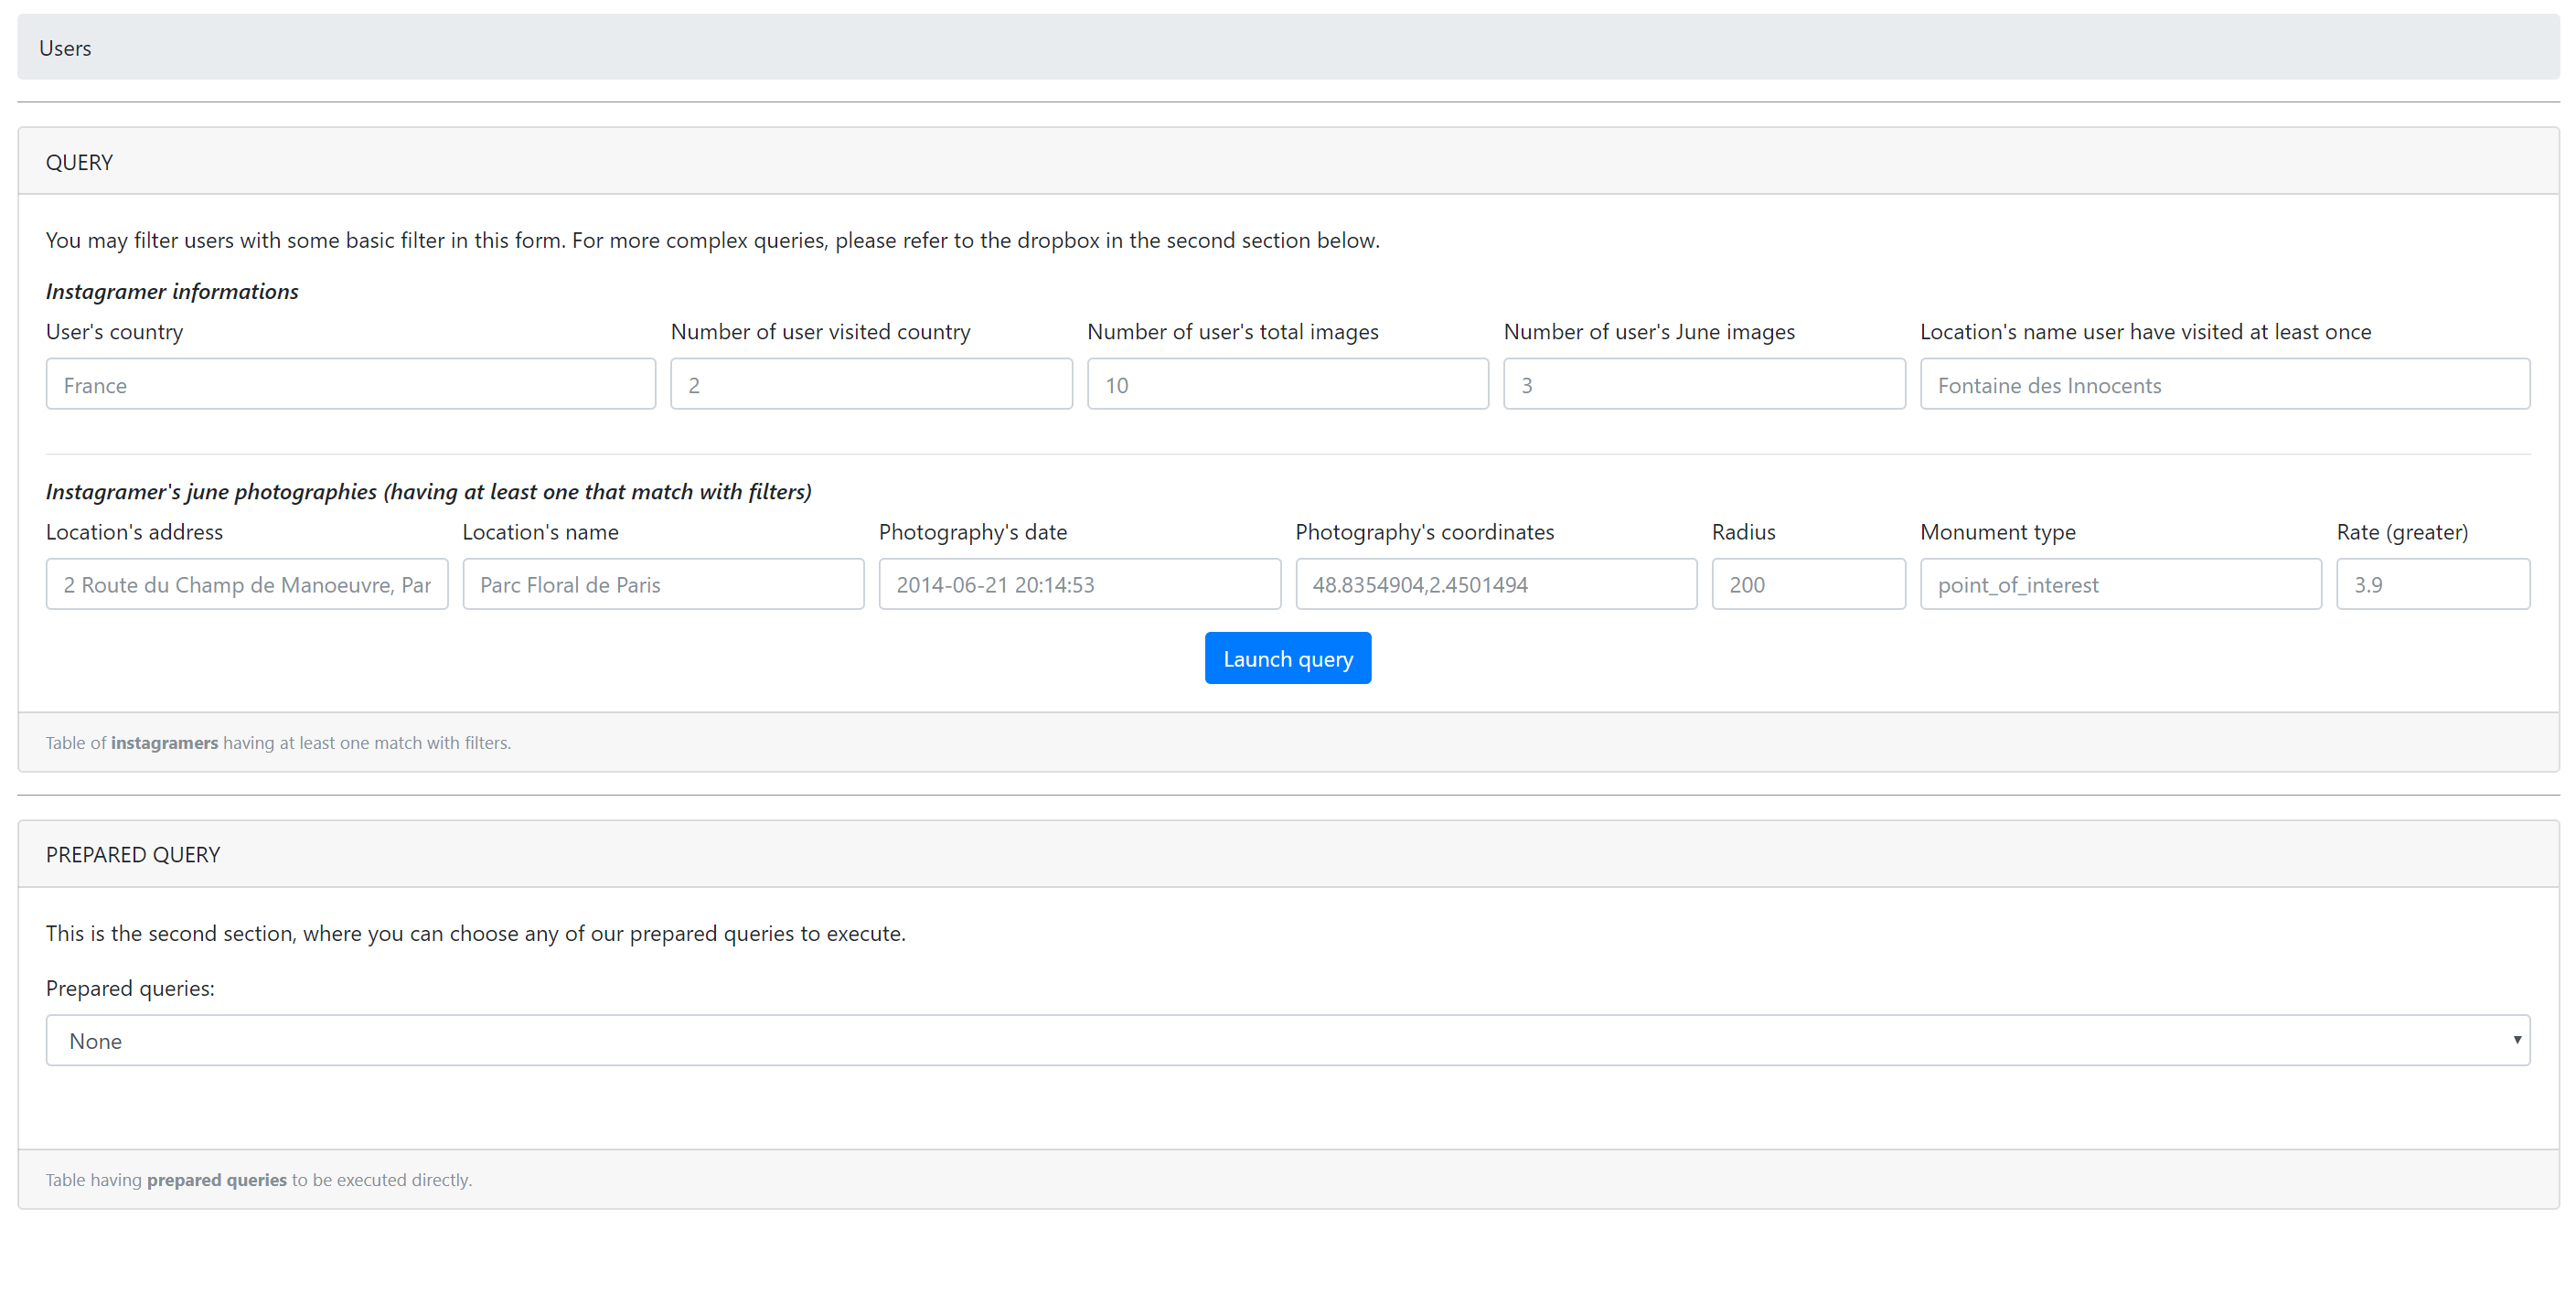 Users
QUERY
You may filter users with some basic filter in this form. For more complex queries, please refer to the dropbox in the second section below.
Instagramer informations
User's country Number of user visited country Number of user's total images Number of user's June images Location's name user have visited at least once
France 2 10 3 Fontaine des Innocents
Instagramer's june photographies (having at least one that match with filters)
Location's address Location's name Photography's date Photography's coordinates Radius Monument type Rate (greater)
2 Route du Champ de Manoeuvre, Par Parc Floral de Paris 2014-06-21 20:14:53 48.8354904,2.4501494 200 point_of_interest 3.9
Launch query
Table of instagramers having at least one match with filters.
PREPARED QUERY
This is the second section, where you can choose any of our prepared queries to execute.
Prepared queries:
None
Table having prepared queries to be executed directly.